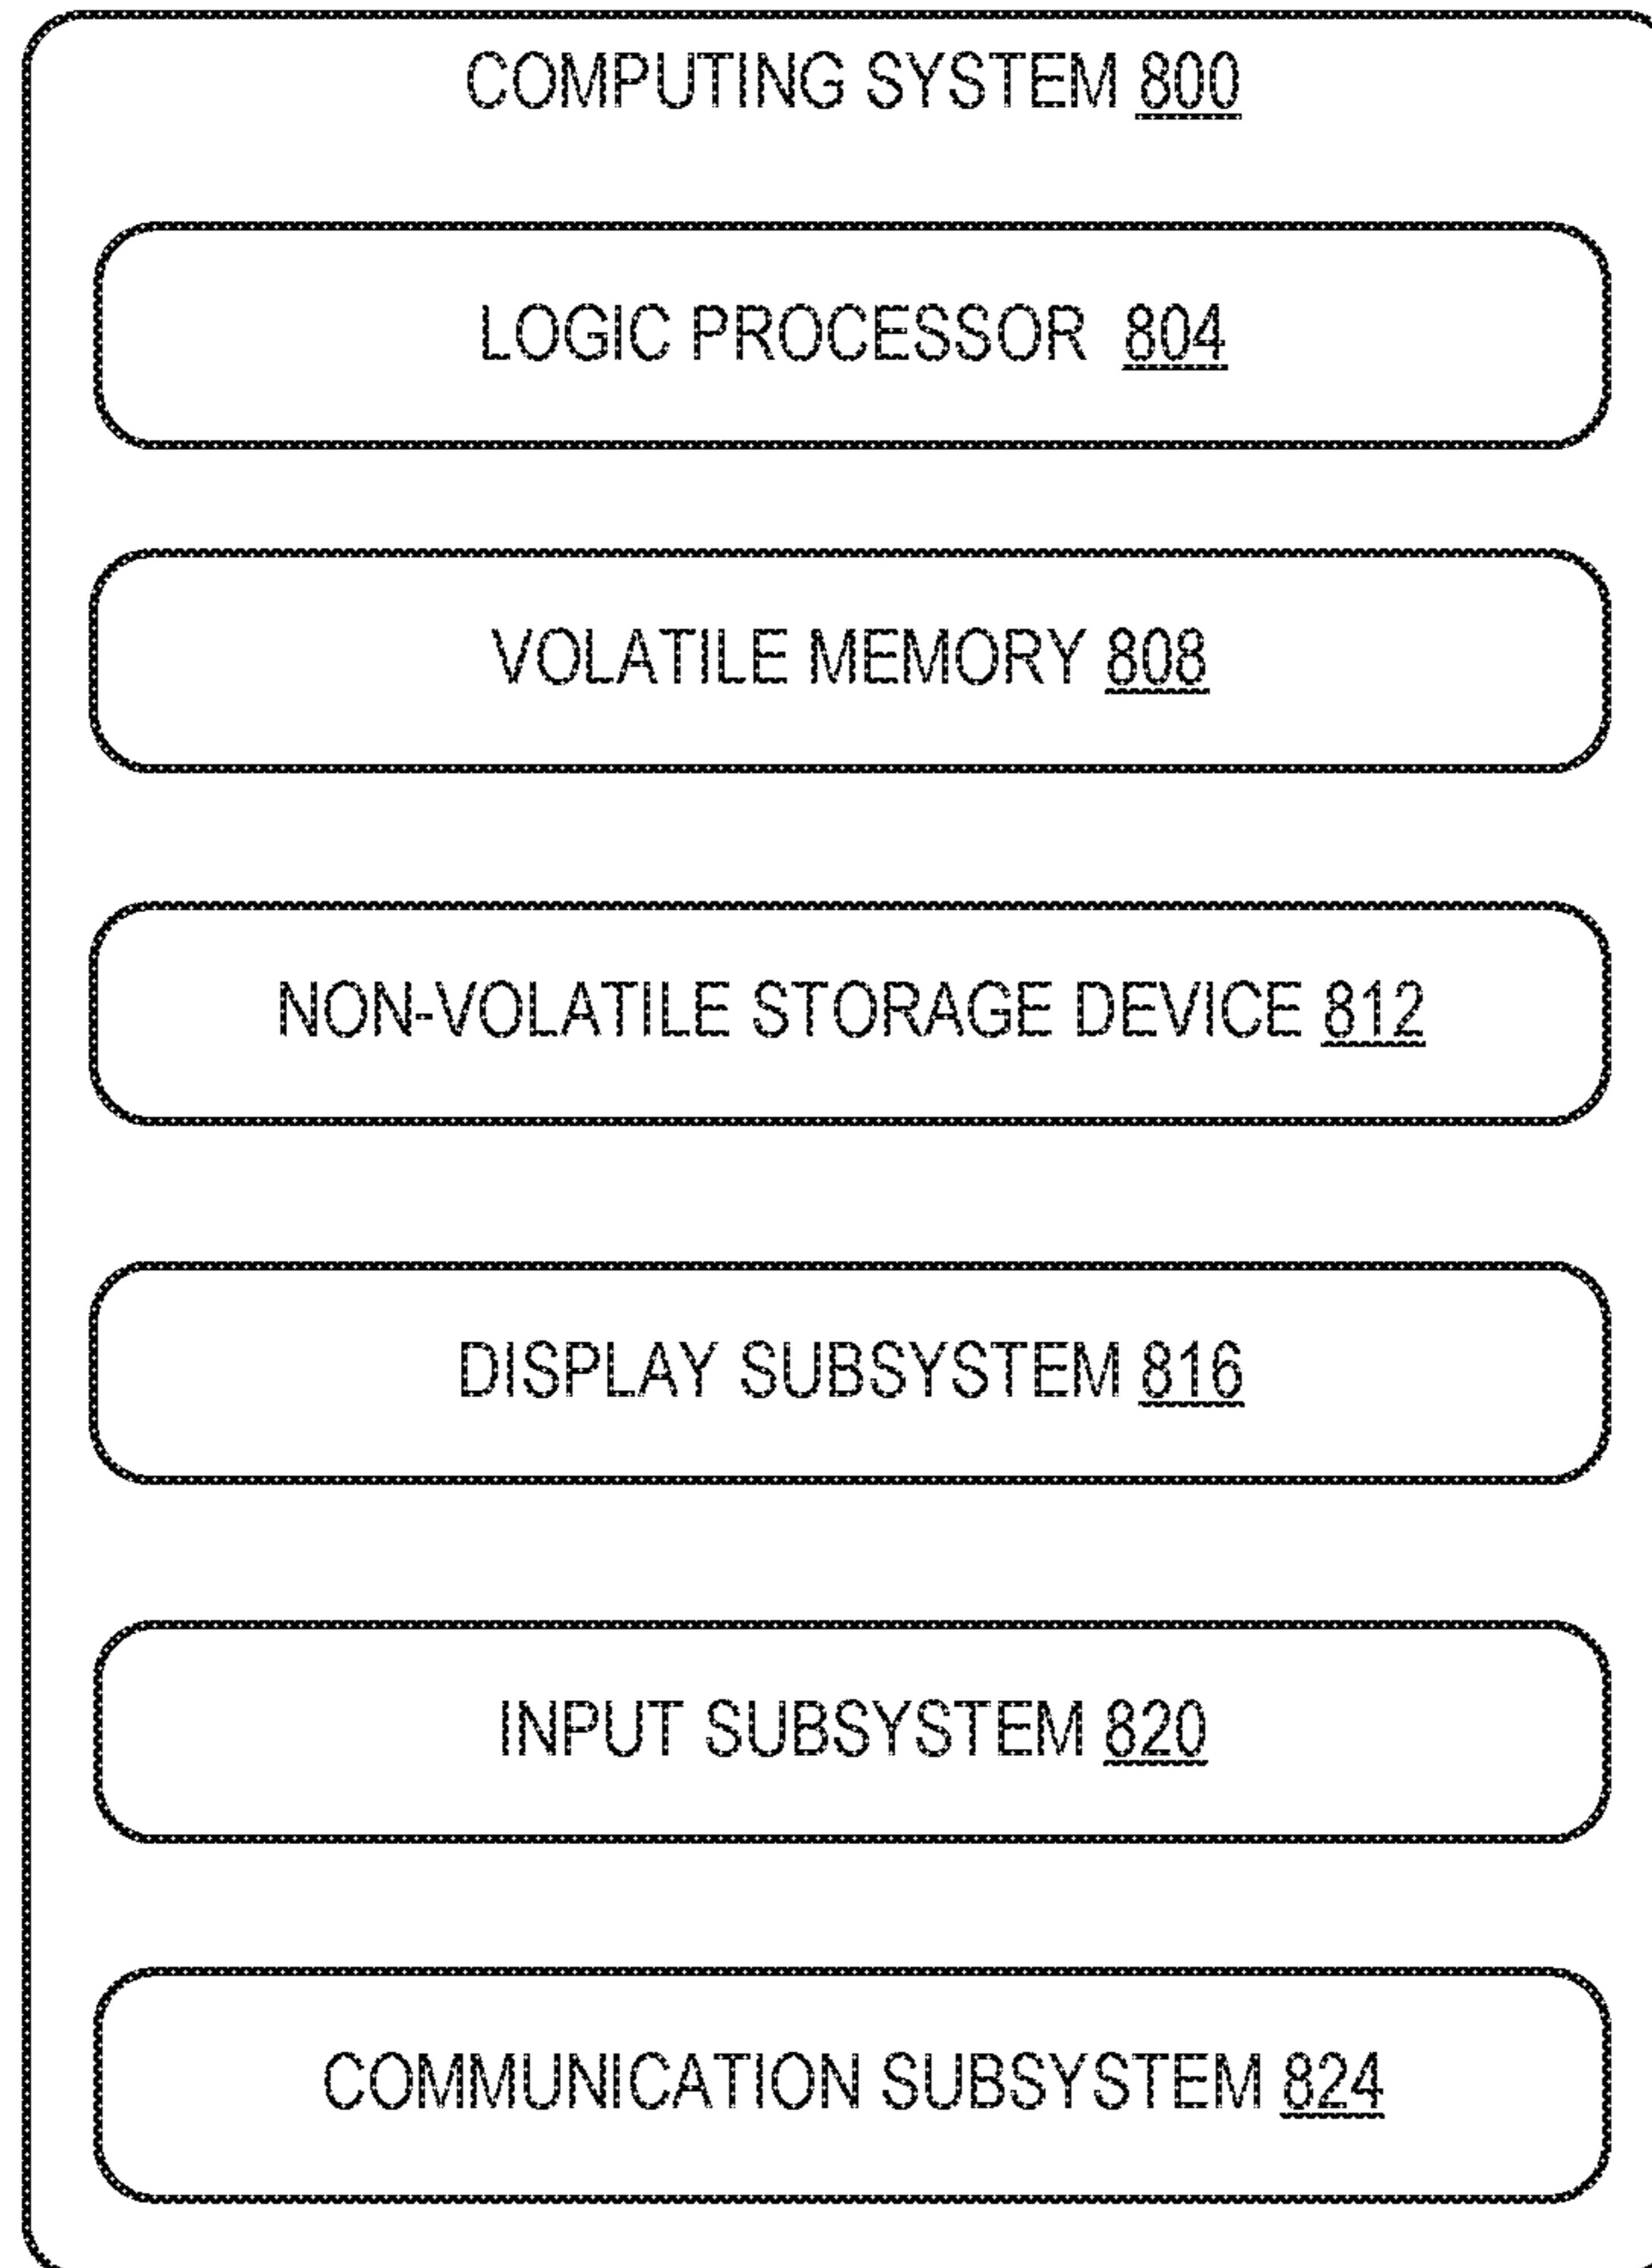 COMPUTING SYSTEM 800
LOGIC PROCESSOR 804
VOLATILE MEMORY 808
NON-VOLATILE STORAGE DEVICE 812
DISPLAY SUBSYSTEM 816
INPUT SUBSYSTEM 820
COMMUNICATION SUBSYSTEM 824